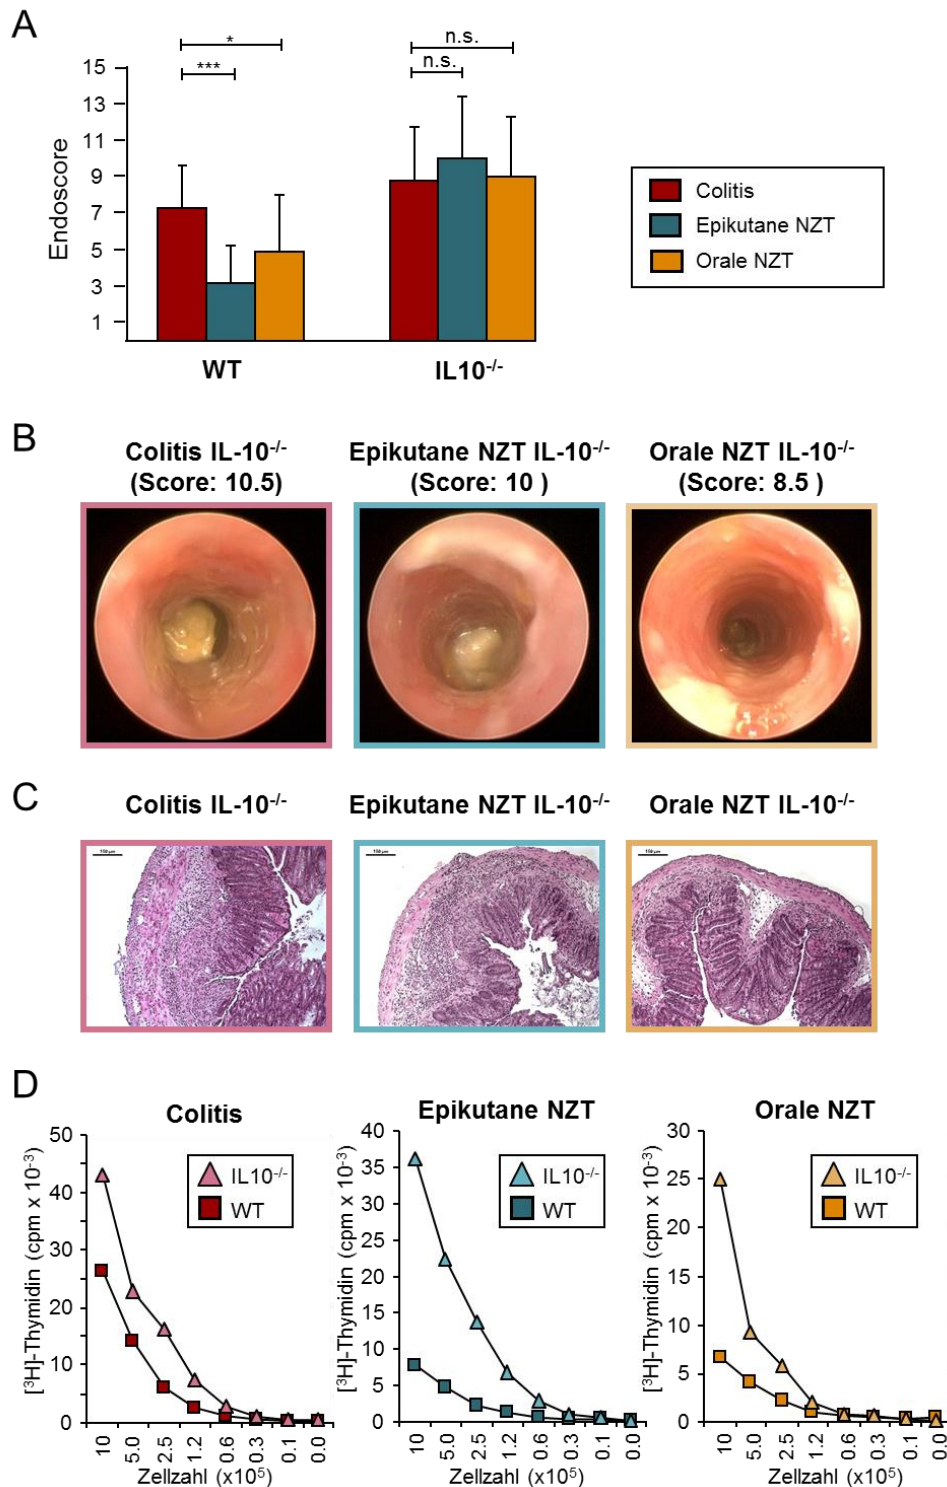 A
*
***
n.s.
n.s.
15
13
11
9
7
5
3
1
Endoscore
WT
IL10-/-
Colitis
Epikutane NZT
Orale NZT
B
Colitis IL-10-/-
(Score: 10.5)
Epikutane NZT IL-10-/-
(Score: 10 )
Orale NZT IL-10-/-
(Score: 8.5 )
C
Colitis IL-10-/-
Epikutane NZT IL-10-/-
Orale NZT IL-10-/-
150 µm
150 µm
150 µm
D
Colitis
[³H]-Thymidin (cpm x 10-3)
50
40
30
20
10
0
IL10-/-
WT
10
5.0
2.5
1.2
0.6
0.3
0.1
0.0
Zellzahl (x10⁵)
Epikutane NZT
[³H]-Thymidin (cpm x 10-3)
40
35
30
25
20
15
10
5
0
IL10-/-
WT
10
5.0
2.5
1.2
0.6
0.3
0.1
0.0
Zellzahl (x10⁵)
Orale NZT
[³H]-Thymidin (cpm x 10-3)
30
25
20
15
10
5
0
IL10-/-
WT
10
5.0
2.5
1.2
0.6
0.3
0.1
0.0
Zellzahl (x10⁵)